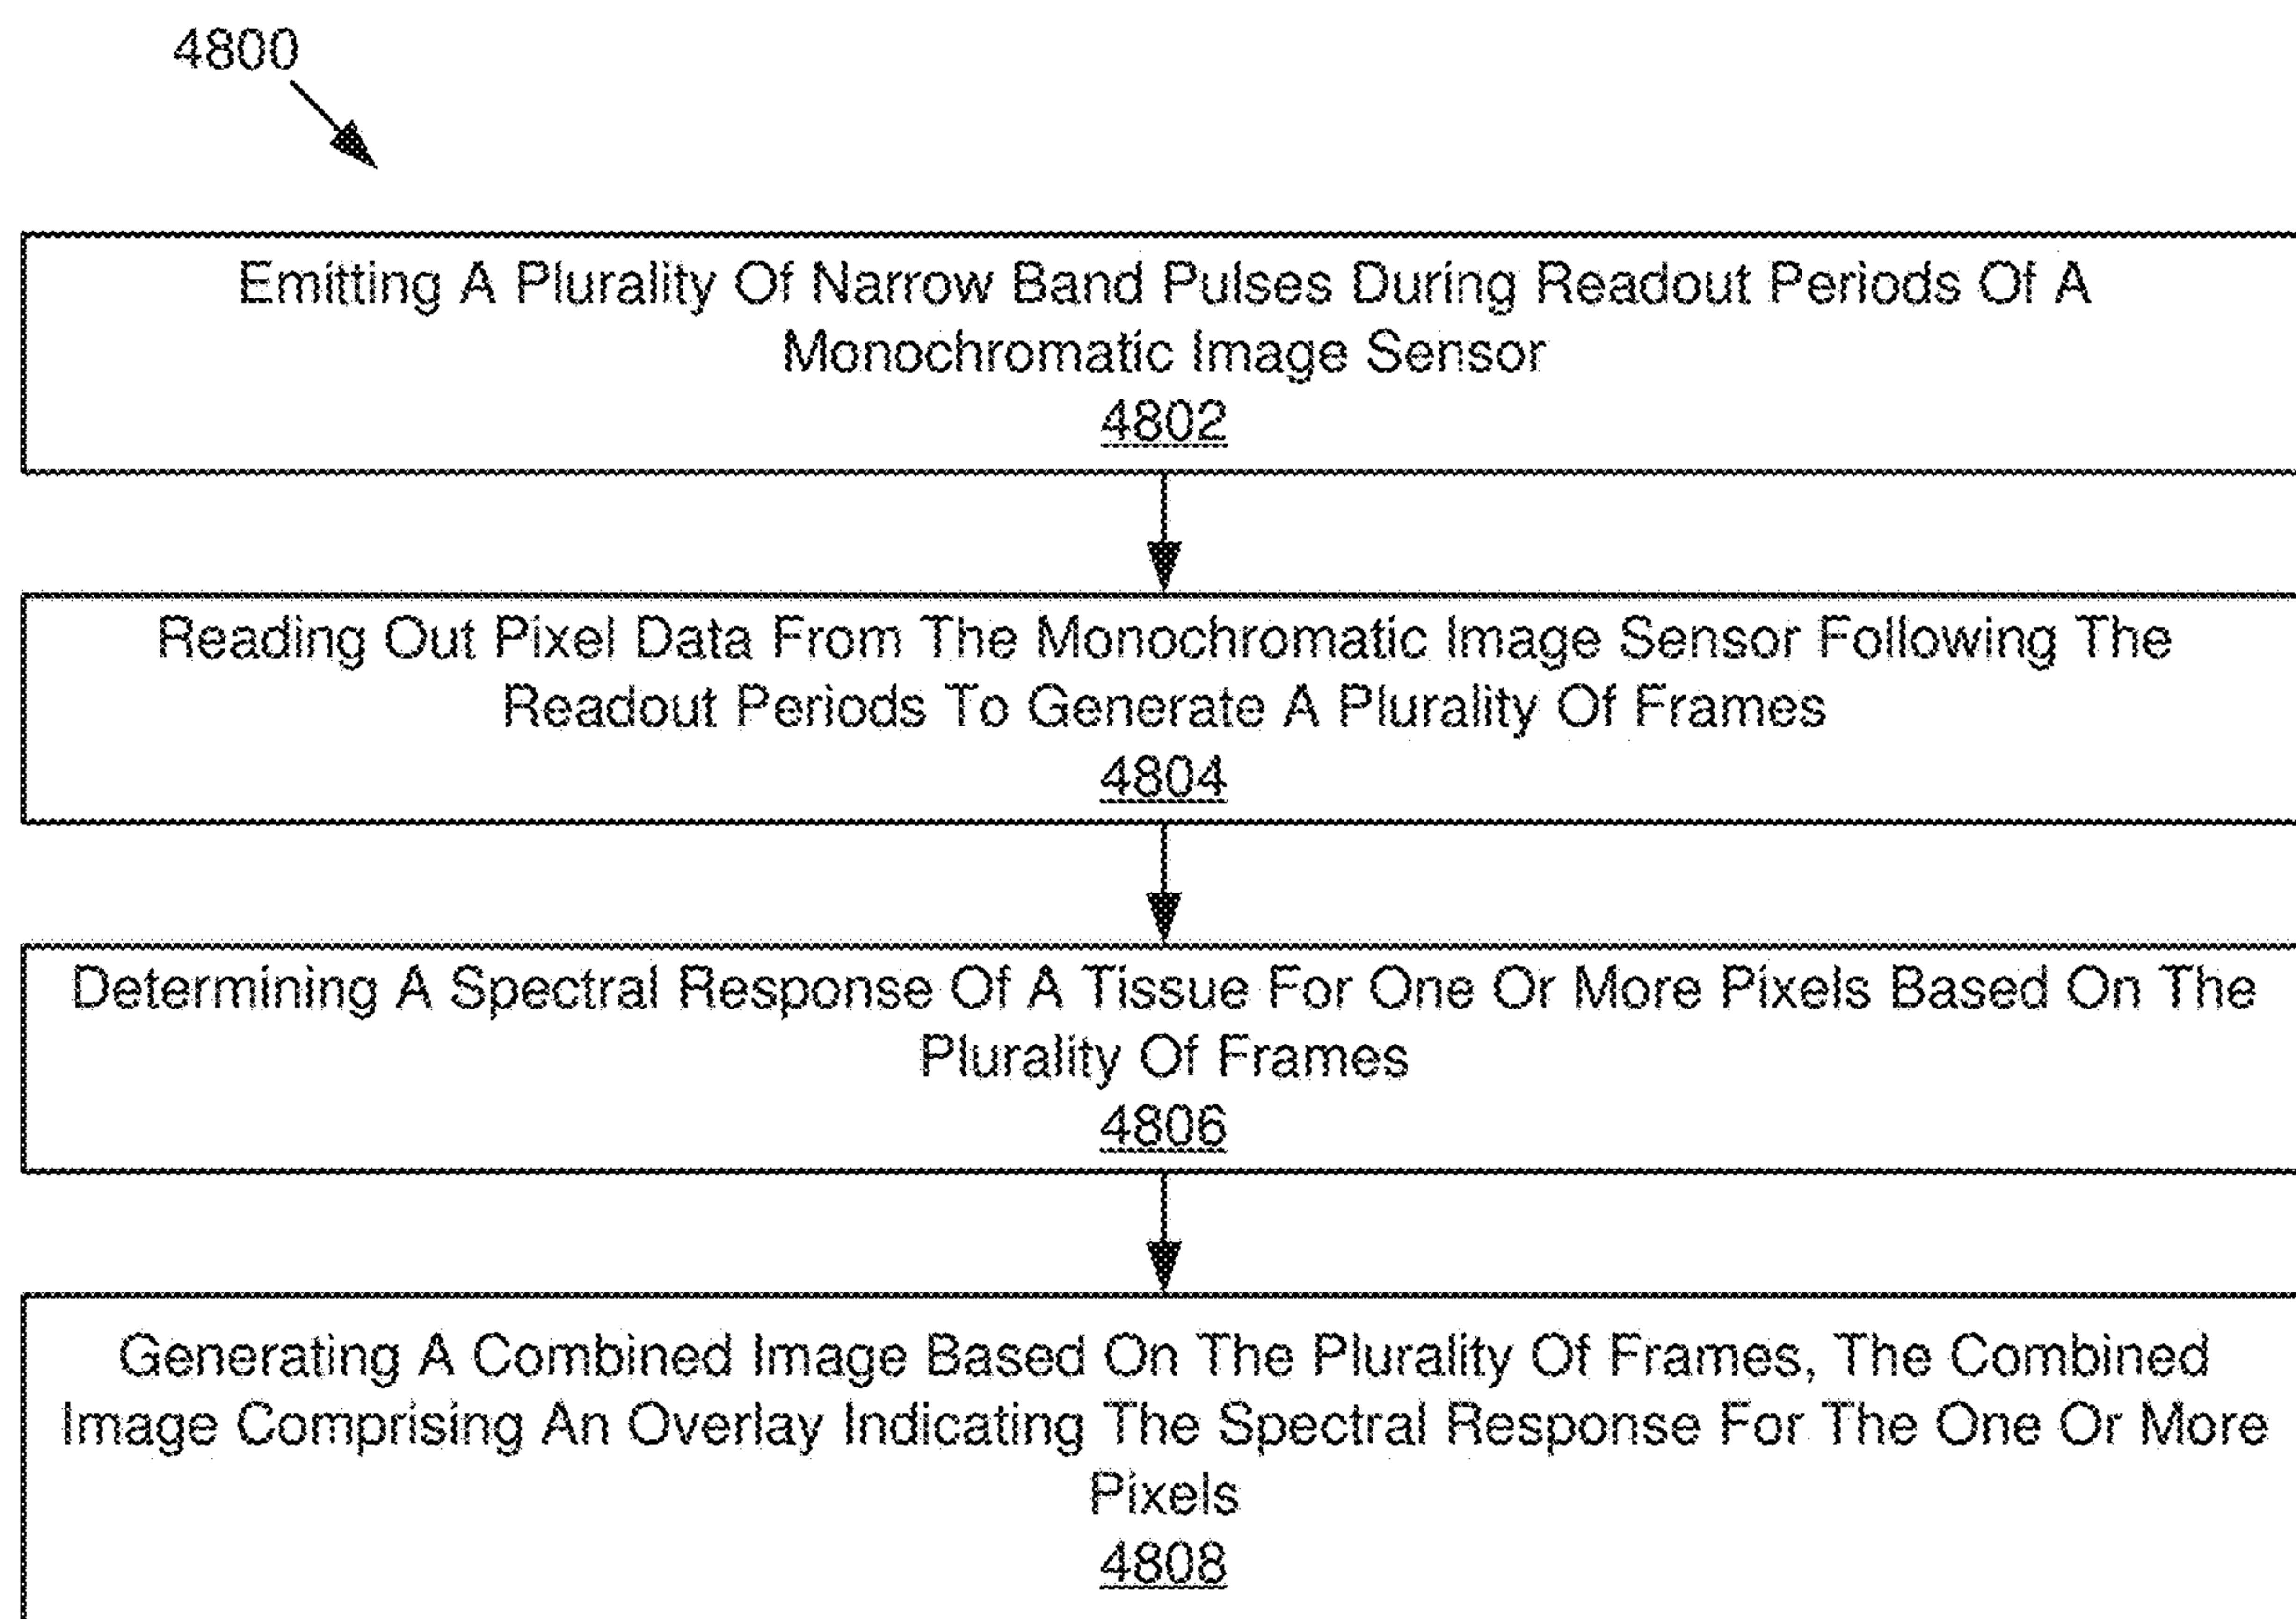 4800
Emitting A Plurality Of Narrow Band Pulses During Readout Periods Of A
Monochromatic Image Sensor
4802
Reading Out Pixel Data From The Monochromatic Image Sensor Following The
Readout Periods To Generate A Plurality Of Frames
4804
Determining A Spectral Response Of A Tissue For One Or More Pixels Based On The
Plurality Of Frames
4806
Generating A Combined Image Based On The Plurality Of Frames, The Combined
Image Comprising An Overlay Indicating The Spectral Response For The One Or More
Pixels
4808